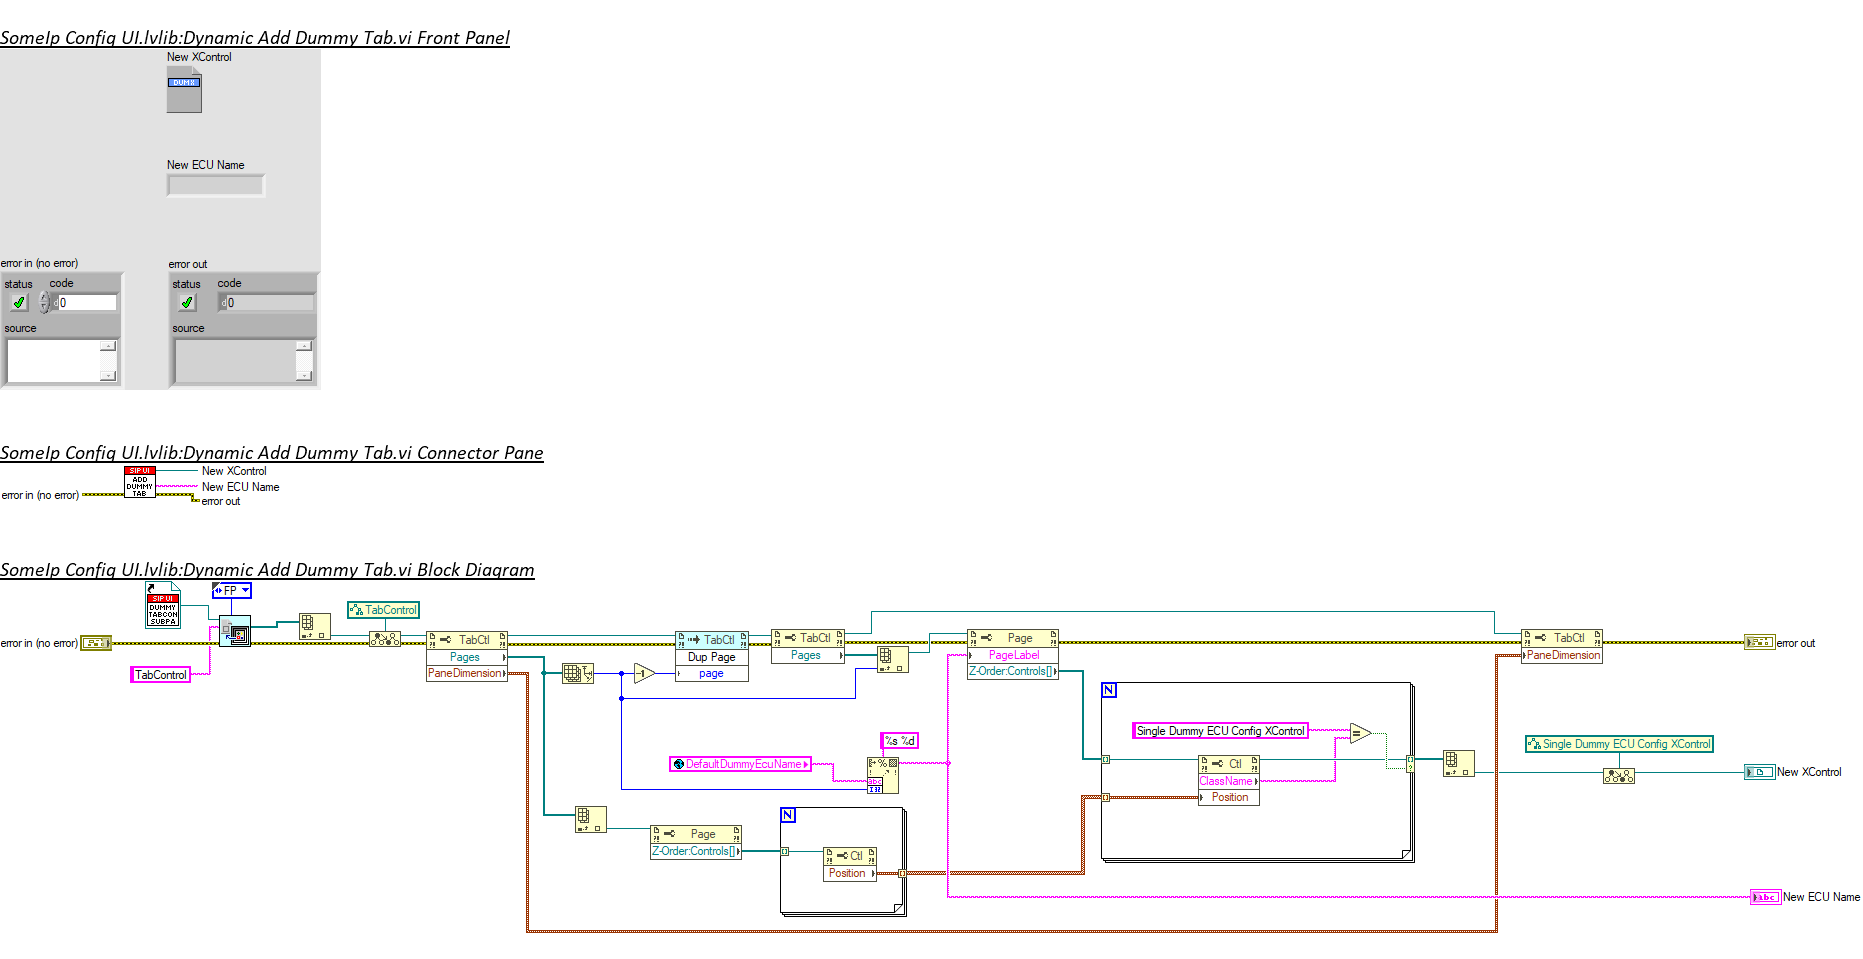 SomeIp Config UI.lvlib:Dynamic Add Dummy Tab.vi Front Panel
New XControl
DUMX
New ECU Name
error in (no error)
error out
status code
status code
d 0
d 0
source
source
SomeIp Config UI.lvlib:Dynamic Add Dummy Tab.vi Connector Pane
SIP UI
ADD
DUMMY
TAB
New XControl
New ECU Name
error in (no error)
error out
SomeIp Config UI.lvlib:Dynamic Add Dummy Tab.vi Block Diagram
SIP UI
DUMMY
TABCON
SUBPA
FP
TabControl
error in (no error)
TabControl
TabCtl
Pages
PaneDimension
-1
TabCtl
Dup Page
page
TabCtl
Pages
Page
PageLabel
Z-Order:Controls[]
TabCtl
PaneDimension
error out
N
Single Dummy ECU Config XControl
=
Ctl
ClassName
Position
Single Dummy ECU Config XControl
New XControl
%s %d
DefaultDummyEcuName
abc
I32
Page
Z-Order:Controls[]
N
Ctl
Position
abc
New ECU Name